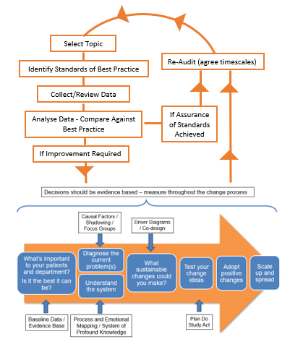 Select Topic
Re-Audit (agree timescales)
Identify Standards of Best Practice
Collect/Review Data
Analyse Data - Compare Against
Best Practice
If Assurance
of Standards
Achieved
If Improvement Required
Decisions should be evidence based – measure throughout the change process
Causal Factors /
Shadowing /
Focus Groups
Driver Diagrams
/ Co-design
What's important
to your patients
and department?
Is it the best it can
be?
Diagnose the
current
problem(s)
Understand
the system
What
sustainable
changes could
you make?
Test your
change
ideas
Adopt
positive
changes
Scale
up and
spread
Baseline Data /
Evidence Base
Process and Emotional
Mapping / System of
Profound Knowledge
Plan Do
Study Act